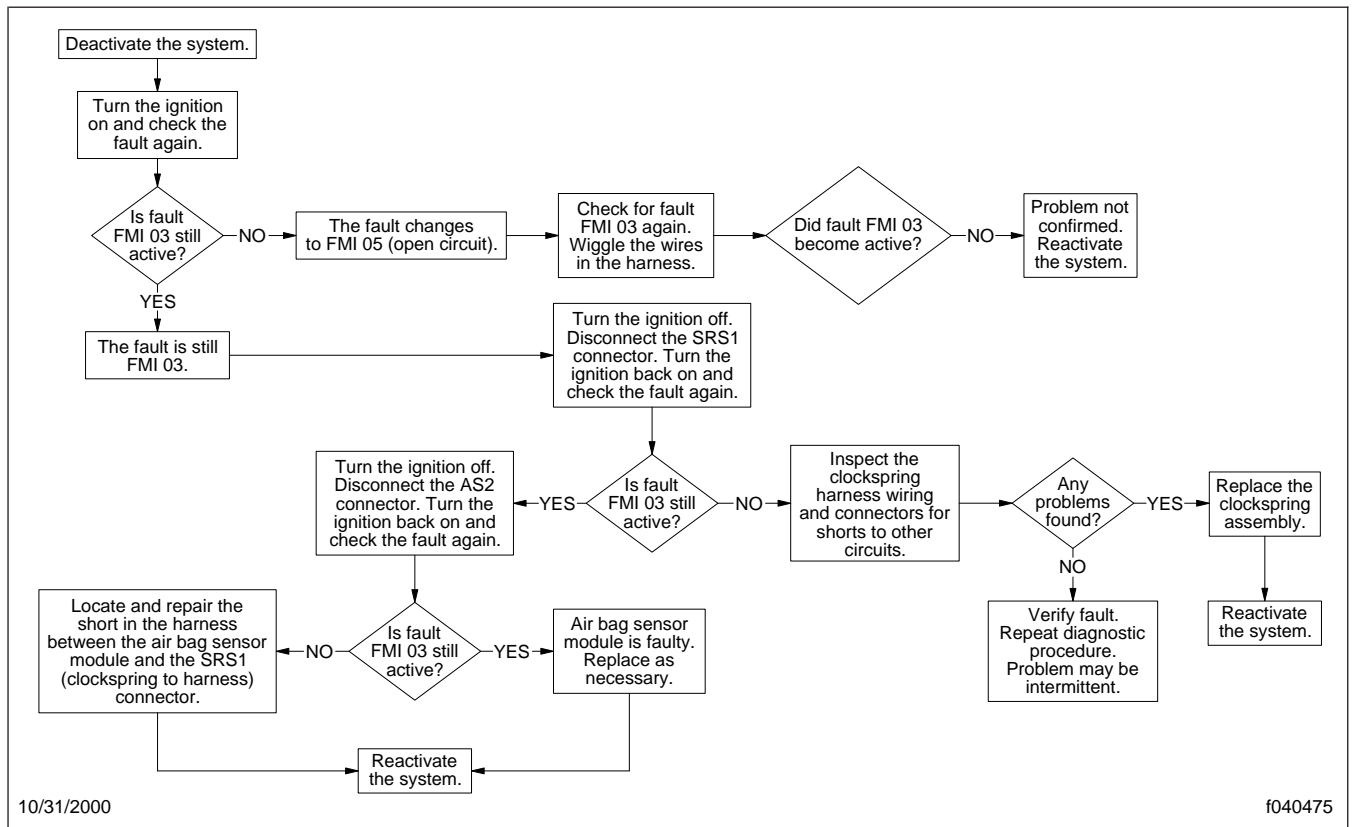 Deactivate the system.
Turn the ignition
on and check the
fault again.
Is fault
FMI 03 still
active?
NO
The fault changes
to FMI 05 (open circuit).
Check for fault
FMI 03 again.
Wiggle the wires
in the harness.
Did fault FMI 03
become active?
NO
Problem not
confirmed.
Reactivate
the system.
YES
The fault is still
FMI 03.
Turn the ignition off.
Disconnect the SRS1
connector. Turn the
ignition back on and
check the fault again.
Is fault
FMI 03 still
active?
YES
Turn the ignition off.
Disconnect the AS2
connector. Turn the
ignition back on and
check the fault again.
NO
Inspect the
clockspring
harness wiring
and connectors for
shorts to other
circuits.
Any
problems
found?
YES
Replace the
clockspring
assembly.
Reactivate
the system.
NO
Verify fault.
Repeat diagnostic
procedure.
Problem may be
intermittent.
Is fault
FMI 03 still
active?
NO
Locate and repair the
short in the harness
between the air bag sensor
module and the SRS1
(clockspring to harness)
connector.
YES
Air bag sensor
module is faulty.
Replace as
necessary.
Reactivate
the system.
10/31/2000
f040475